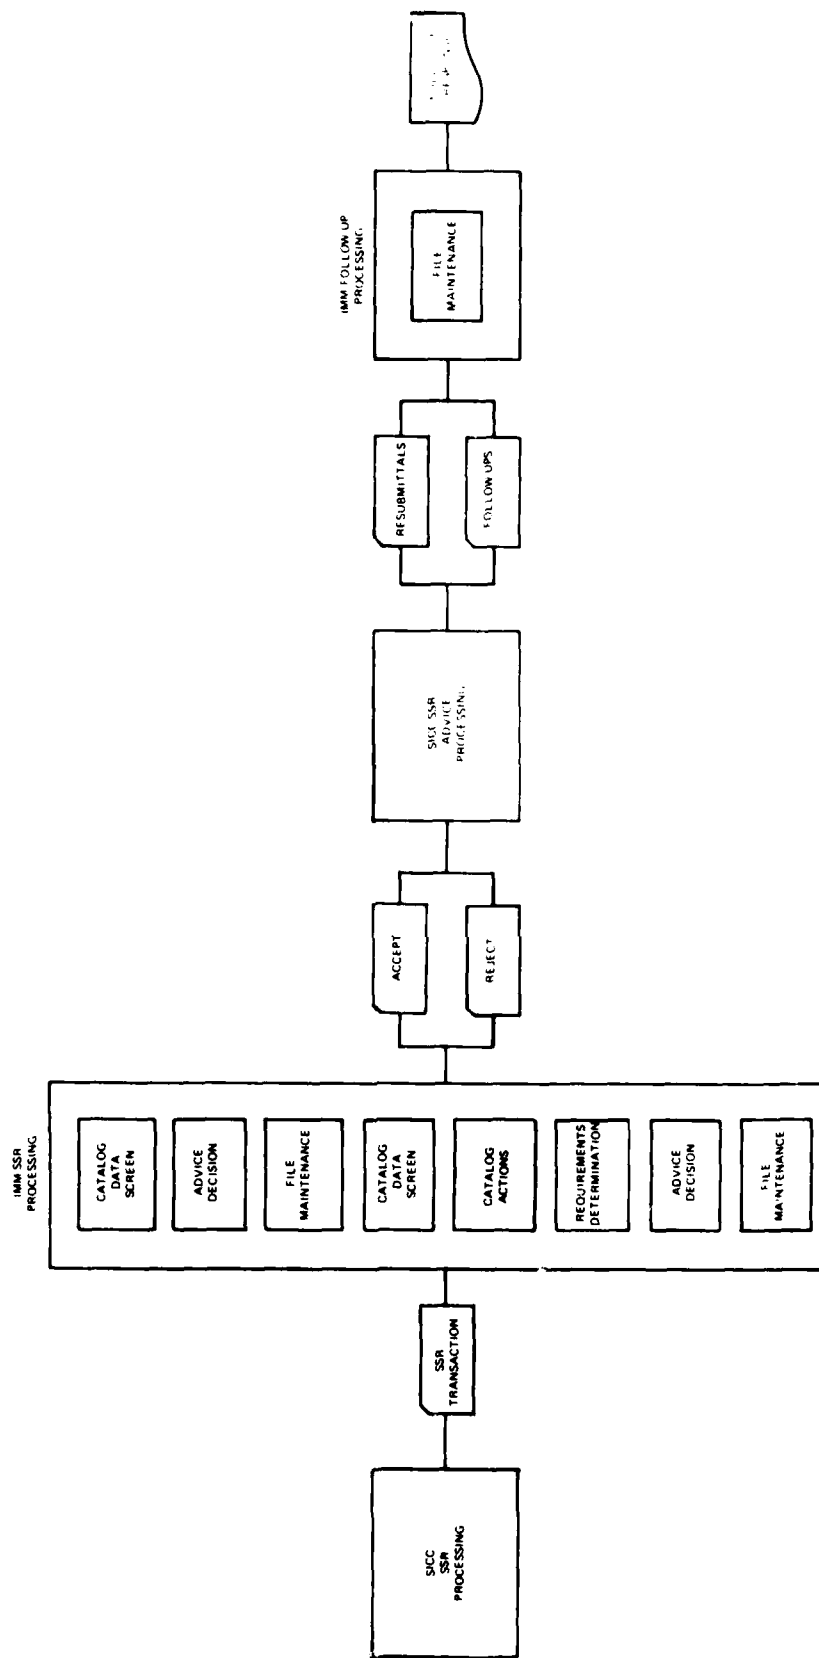 SICC
SSR
PROCESSING
SSR
TRANSACTION
IMM SSR
PROCESSING
CATALOG
DATA
SCREEN
ADVICE
DECISION
FILE
MAINTENANCE
CATALOG
DATA
SCREEN
CATALOG
ACTIONS
REQUIREMENTS
DETERMINATION
ADVICE
DECISION
FILE
MAINTENANCE
ACCEPT
REJECT
SICC SSR
ADVICE
PROCESSING
RESUBMITTALS
FOLLOW UPS
IMM FOLLOW UP
PROCESSING
FILE
MAINTENANCE